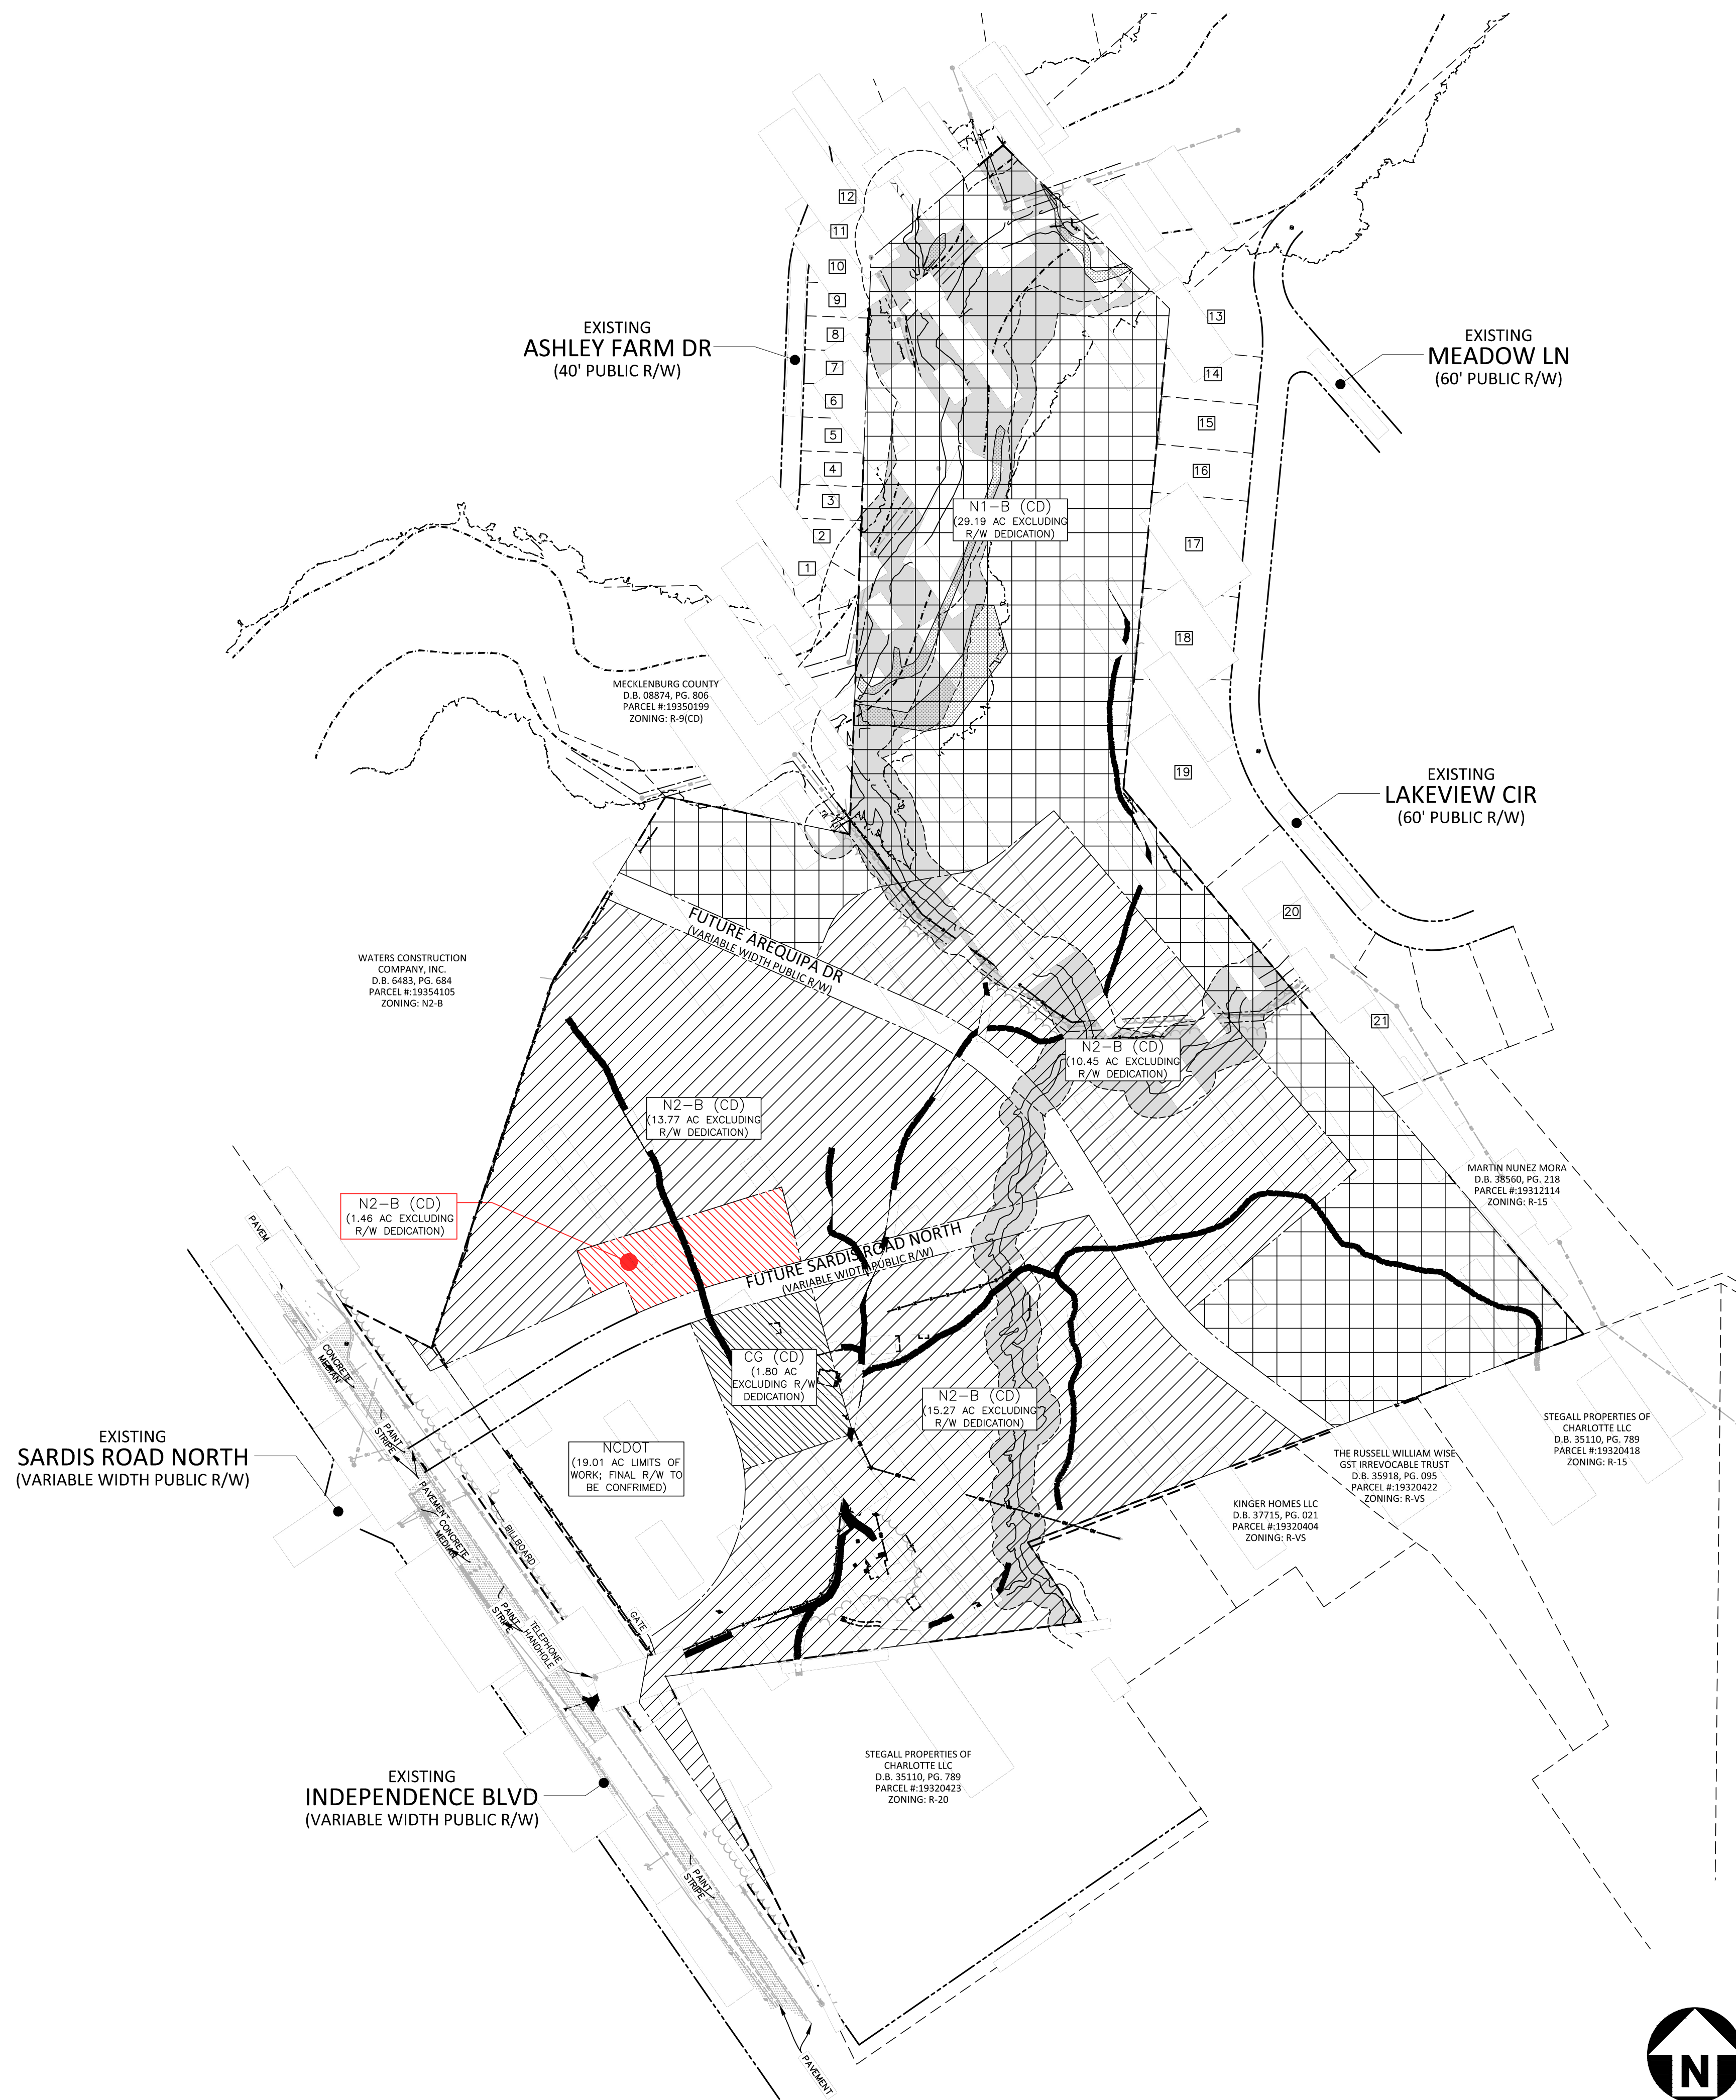 12
11
10
9
8
7
6
5
4
3
2
1
EXISTING
ASHLEY FARM DR
(40' PUBLIC R/W)
13
14
15
16
17
18
19
20
21
EXISTING
MEADOW LN
(60' PUBLIC R/W)
N1-B (CD)
(29.19 AC EXCLUDING
R/W DEDICATION)
MECKLENBURG COUNTY
D.B. 08874, PG. 806
PARCEL #:19350199
ZONING: R-9(CD)
EXISTING
LAKEVIEW CIR
(60' PUBLIC R/W)
FUTURE AREQUIPA DR
(VARIABLE WIDTH PUBLIC R/W)
WATERS CONSTRUCTION
COMPANY, INC.
D.B. 6483, PG. 684
PARCEL #:19354105
ZONING: N2-B
N2-B (CD)
(10.45 AC EXCLUDING
R/W DEDICATION)
N2-B (CD)
(13.77 AC EXCLUDING
R/W DEDICATION)
MARTIN NUNEZ MORA
D.B. 38560, PG. 218
PARCEL #:19312114
ZONING: R-15
N2-B (CD)
(1.46 AC EXCLUDING
R/W DEDICATION)
PAVEM
FUTURE SARDIS ROAD NORTH
(VARIABLE WIDTH PUBLIC R/W)
CONCRETE
MEDIAN
CG (CD)
(1.80 AC
EXCLUDING R/W
DEDICATION)
N2-B (CD)
(15.27 AC EXCLUDING
R/W DEDICATION)
EXISTING
SARDIS ROAD NORTH
(VARIABLE WIDTH PUBLIC R/W)
PAINT
STRIPE
NCDOT
(19.01 AC LIMITS OF
WORK; FINAL R/W TO
BE CONFRIMED)
STEGALL PROPERTIES OF
CHARLOTTE LLC
D.B. 35110, PG. 789
PARCEL #:19320418
ZONING: R-15
THE RUSSELL WILLIAM WISE
GST IRREVOCABLE TRUST
D.B. 35918, PG. 095
PARCEL #:19320422
ZONING: R-VS
KINGER HOMES LLC
D.B. 37715, PG. 021
PARCEL #:19320404
ZONING: R-VS
PAVEMENT
CONCRETE
MEDIAN
BILLBOARD
PAINT
STRIPE
TELEPHONE
HANDHOLE
GATE
STEGALL PROPERTIES OF
CHARLOTTE LLC
D.B. 35110, PG. 789
PARCEL #:19320423
ZONING: R-20
EXISTING
INDEPENDENCE BLVD
(VARIABLE WIDTH PUBLIC R/W)
PAINT
STRIPE
PAVEMENT
N